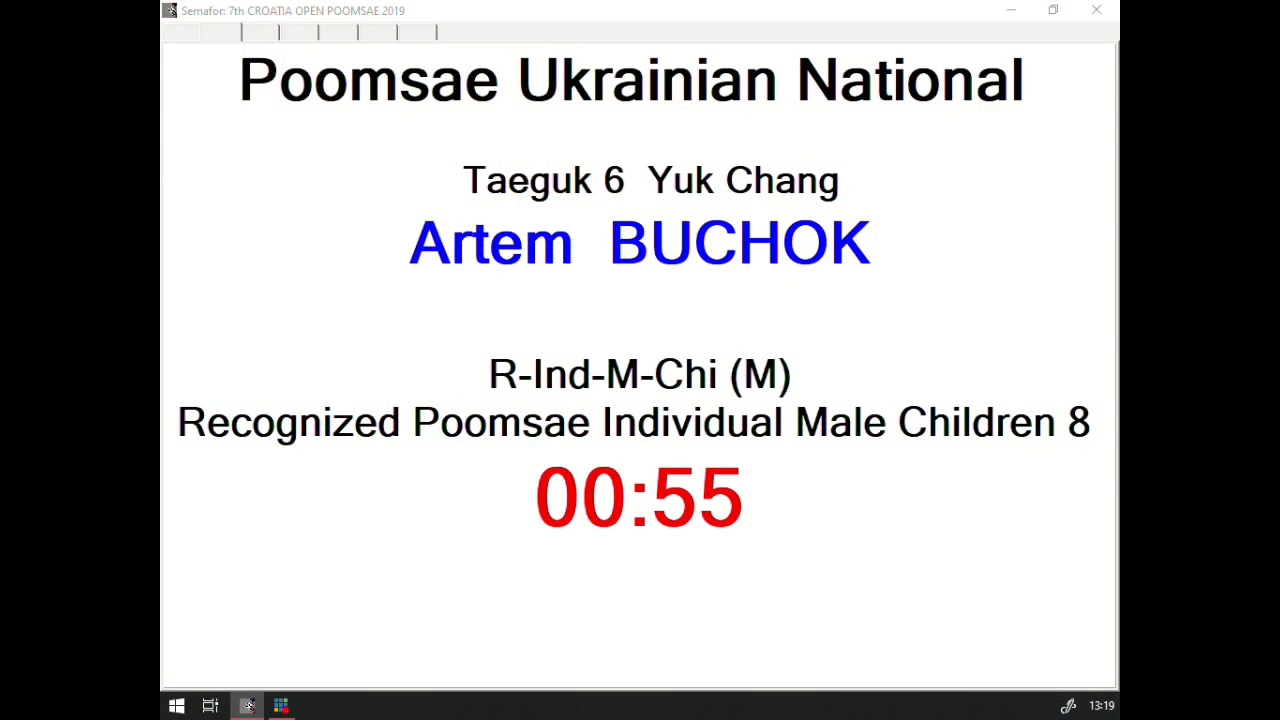 Semafor: 7th CROATIA OPEN POOMSAE 2019
Poomsae Ukrainian National
Taeguk 6 Yuk Chang
Artem BUCHOK
R-Ind-M-Chi (M)
Recognized Poomsae Individual Male Children 8
00:55
13:19